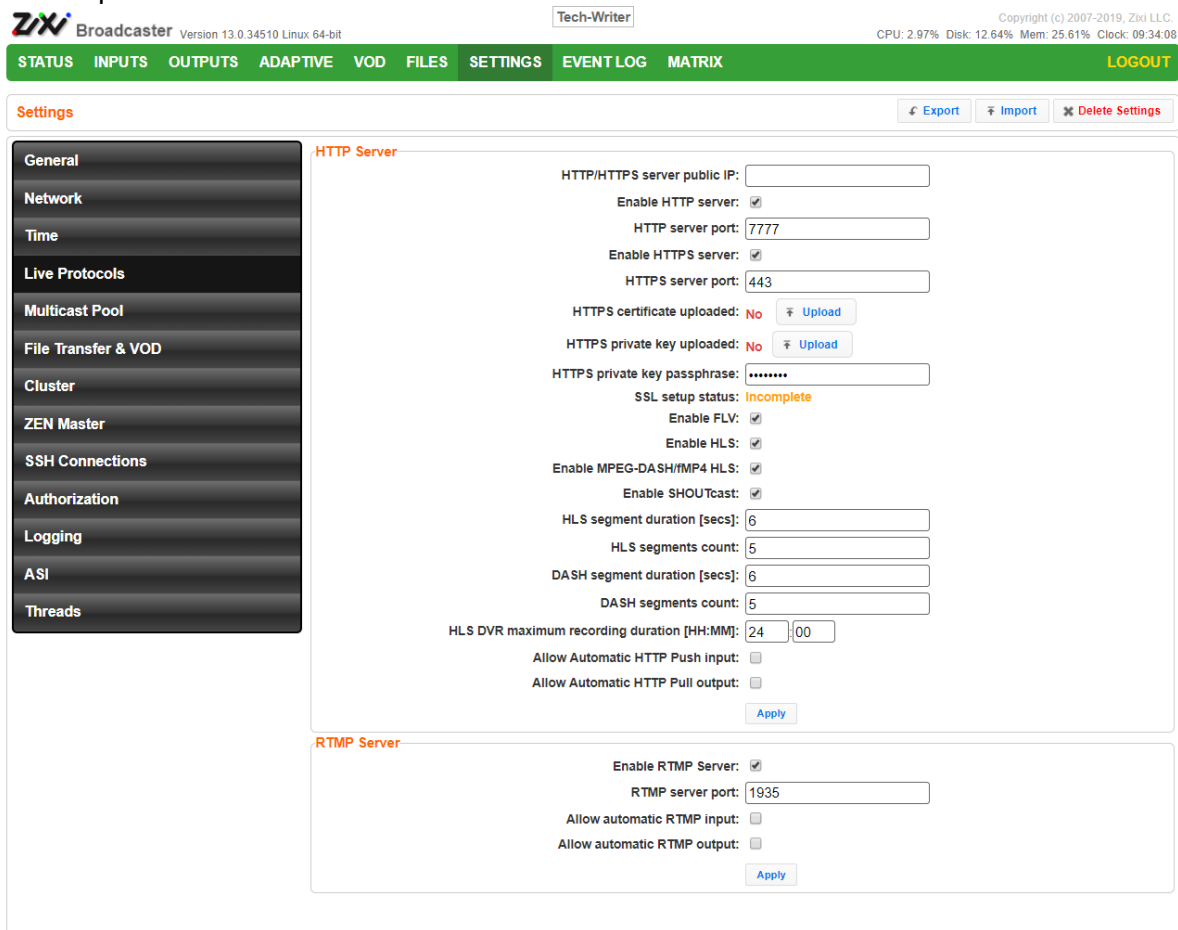 ZiXi Broadcaster Version 13.0.34510 Linux 64-bit
Tech-Writer
Copyright (c) 2007-2019, Zixi LLC.
CPU: 2.97% Disk: 12.64% Mem: 25.61% Clock: 09:34:08
STATUS INPUTS OUTPUTS ADAPTIVE VOD FILES SETTINGS EVENT LOG MATRIX LOGOUT
Settings
Export Import Delete Settings
General
Network
Time
Live Protocols
Multicast Pool
File Transfer & VOD
Cluster
ZEN Master
SSH Connections
Authorization
Logging
ASI
Threads
HTTP Server
HTTP/HTTPS server public IP:
Enable HTTP server:
HTTP server port: 7777
Enable HTTPS server:
HTTPS server port: 443
HTTPS certificate uploaded: No Upload
HTTPS private key uploaded: No Upload
HTTPS private key passphrase: ••••••••
SSL setup status: Incomplete
Enable FLV:
Enable HLS:
Enable MPEG-DASH/fMP4 HLS:
Enable SHOUTcast:
HLS segment duration [secs]: 6
HLS segments count: 5
DASH segment duration [secs]: 6
DASH segments count: 5
HLS DVR maximum recording duration [HH:MM]: 24 : 00
Allow Automatic HTTP Push input:
Allow Automatic HTTP Pull output:
Apply
RTMP Server
Enable RTMP Server:
RTMP server port: 1935
Allow automatic RTMP input:
Allow automatic RTMP output:
Apply